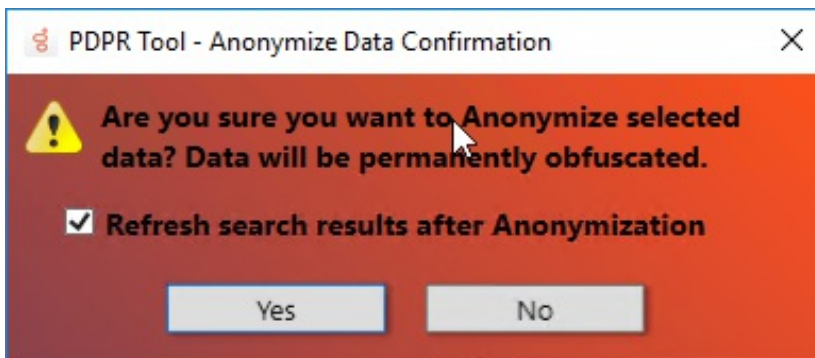 PDPR Tool - Anonymize Data Confirmation
Are you sure you want to Anonymize selected
data? Data will be permanently obfuscated.
Refresh search results after Anonymization
Yes No